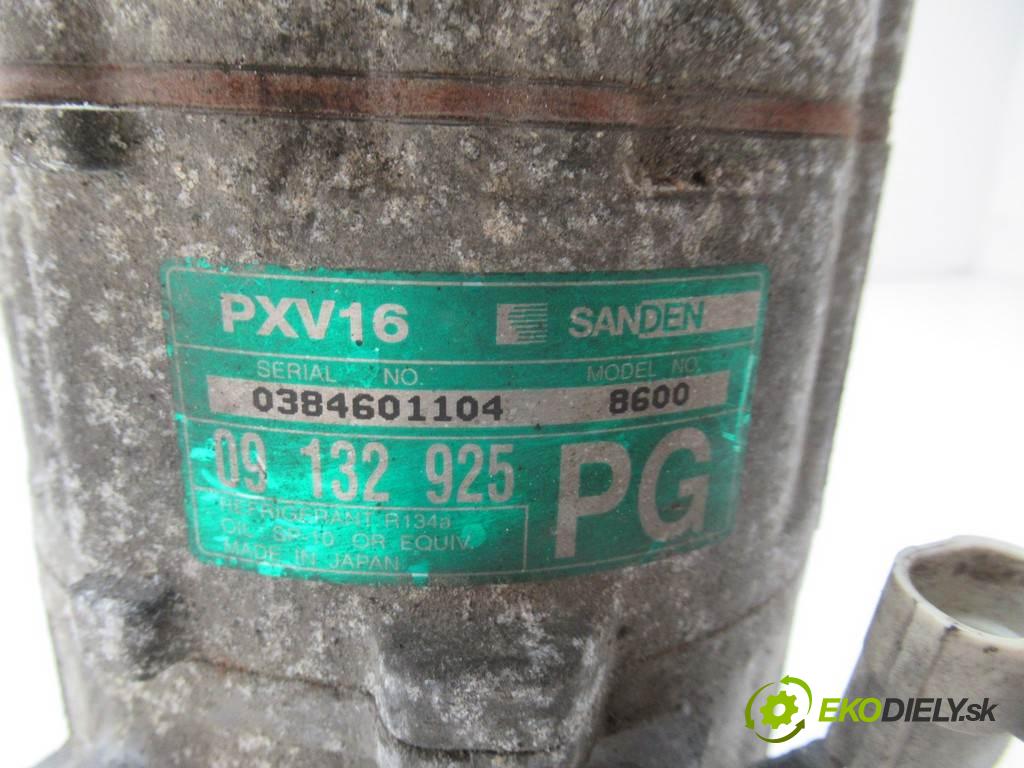 PXV16 SANDEN
SERIAL NO. MODEL NO.
0384601104 8600
09 132 925 PG
REFRIGERANT R134a
OIL SP-10 OR EQUIV.
MADE IN JAPAN
EKODIELY.sk